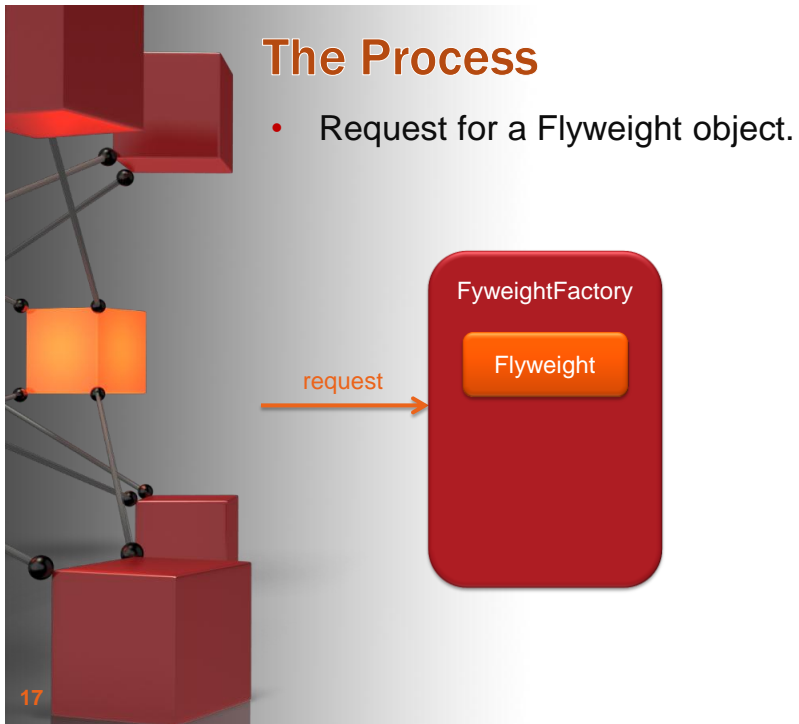 The Process
• Request for a Flyweight object.
FyweightFactory
Flyweight
request
17